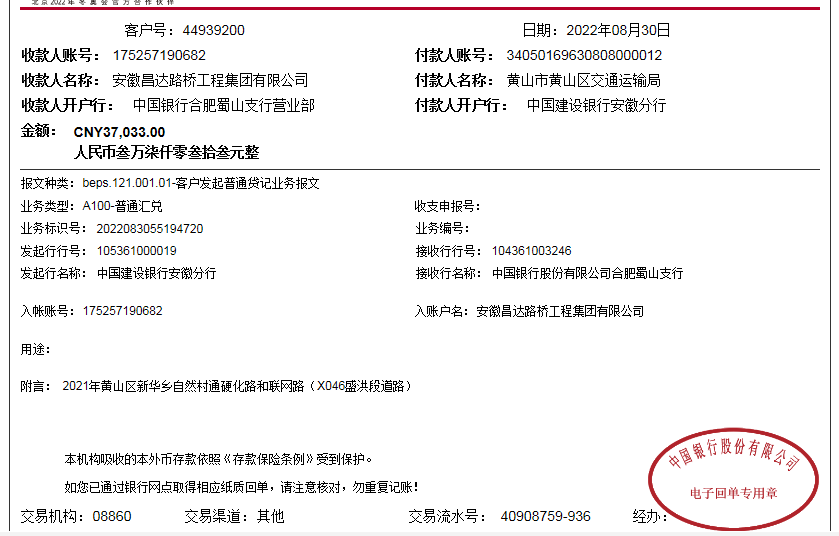 北京2022年冬奥会官方合作伙伴
客户号：44939200 日期：2022年08月30日
收款人账号：175257190682 付款人账号：34050169630808000012
收款人名称：安徽昌达路桥工程集团有限公司 付款人名称：黄山市黄山区交通运输局
收款人开户行：中国银行合肥蜀山支行营业部 付款人开户行：中国建设银行安徽分行
金额：CNY37,033.00
人民币叁万柒仟零叁拾叁元整
报文种类：beps.121.001.01-客户发起普通贷记业务报文
业务类型：A100-普通汇兑 收支申报号：
业务标识号：2022083055194720 业务编号：
发起行行号：105361000019 接收行行号：104361003246
发起行名称：中国建设银行安徽分行 接收行名称：中国银行股份有限公司合肥蜀山支行
入帐账号：175257190682 入账户名：安徽昌达路桥工程集团有限公司
用途：
附言：2021年黄山区新华乡自然村通硬化路和联网路（X046盛洪段道路）
本机构吸收的本外币存款依照《存款保险条例》受到保护。
如您已通过银行网点取得相应纸质回单，请注意核对，勿重复记账！
中国银行股份有限公司
电子回单专用章
交易机构：08860 交易渠道：其他 交易流水号：40908759-936 经办：